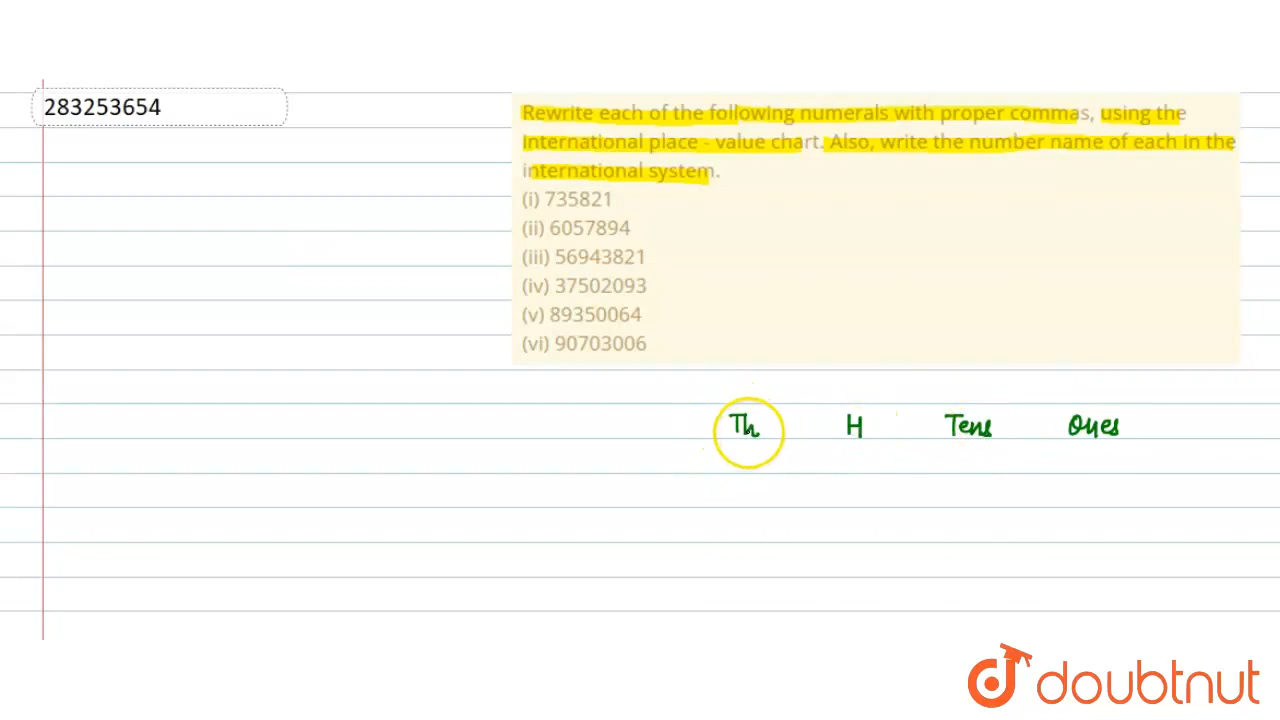 283253654
Rewrite each of the following numerals with proper commas, using the
International place - value chart. Also, write the number name of each in the
international system.
(i) 735821
(ii) 6057894
(iii) 56943821
(iv) 37502093
(v) 89350064
(vi) 90703006
Th H Tens Ones
doubtnut